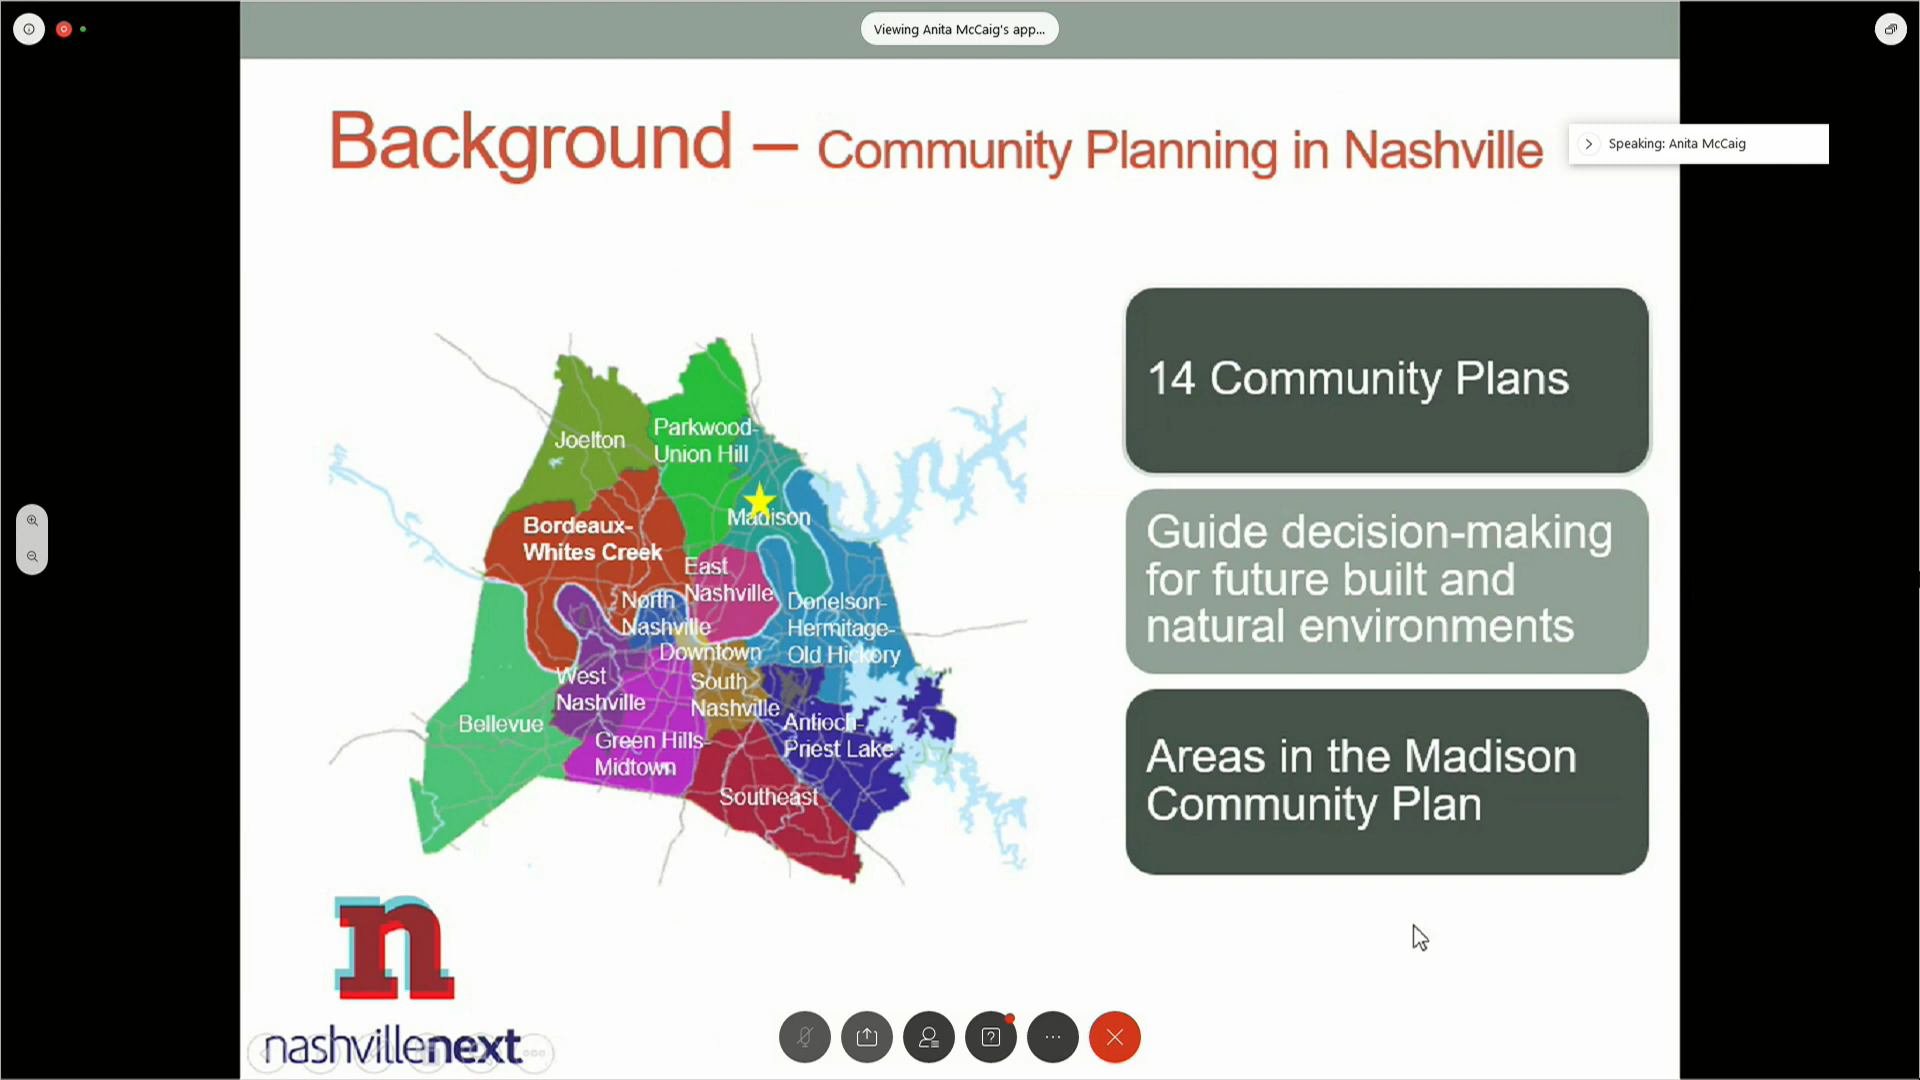 Viewing Anita McCaig's app...
Background – Community Planning in Nashville
Speaking: Anita McCaig
14 Community Plans
Guide decision-making
for future built and
natural environments
Areas in the Madison
Community Plan
Joelton
Parkwood-
Union Hill
Madison
Bordeaux-
Whites Creek
East
Nashville
North
Nashville
Donelson-
Hermitage-
Old Hickory
Downtown
West
Nashville
South
Nashville
Bellevue
Antioch-
Priest Lake
Green Hills-
Midtown
Southeast
n
nashvillenext